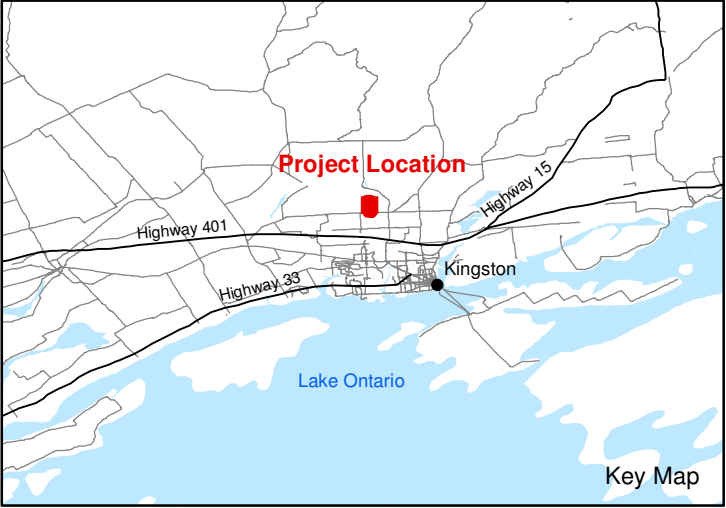 Project Location
Highway 15
Highway 401
Kingston
Highway 33
Lake Ontario
Key Map